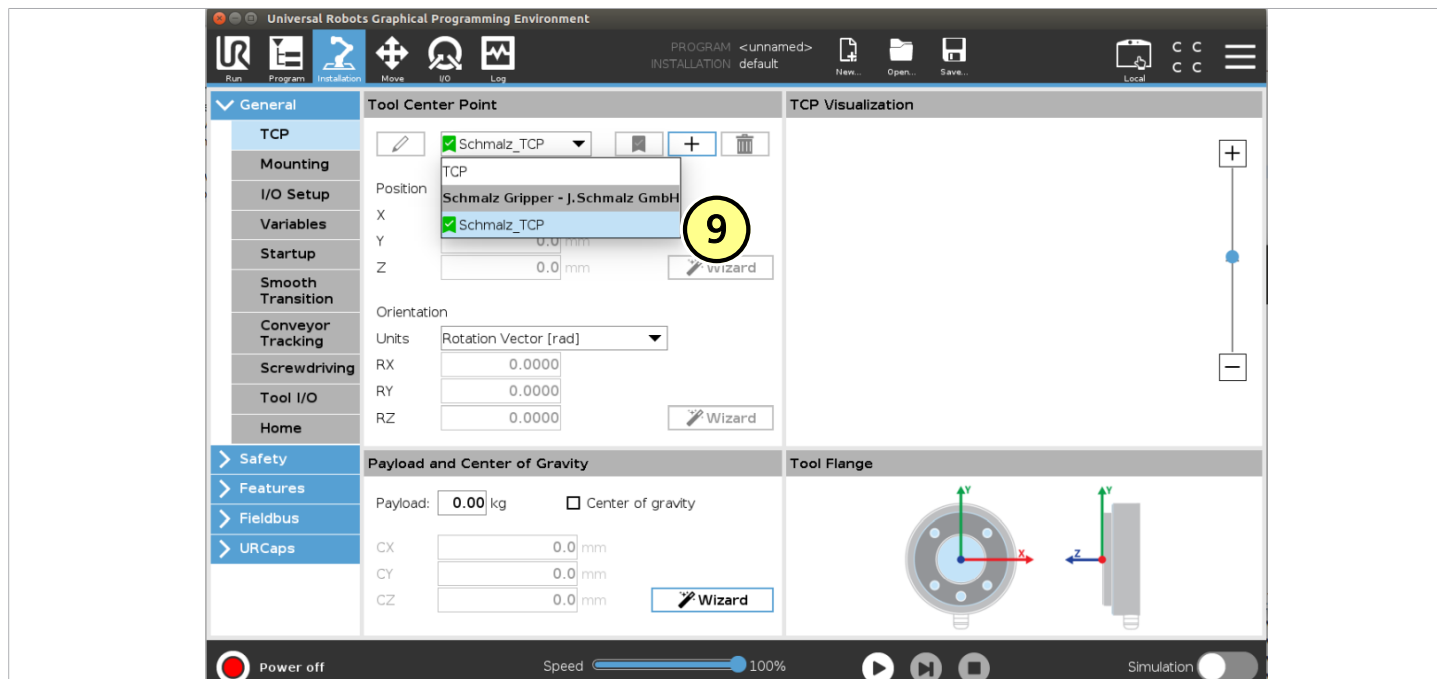 Universal Robots Graphical Programming Environment
UR
Run
Program
Installation
Move
I/O
Log
PROGRAM <unnamed>
INSTALLATION default
New...
Open...
Save...
Local
C C
C C
General
TCP
Mounting
I/O Setup
Variables
Startup
Smooth
Transition
Conveyor
Tracking
Screwdriving
Tool I/O
Home
Safety
Features
Fieldbus
URCaps
Tool Center Point
Schmalz_TCP
TCP
Schmalz Gripper - J.Schmalz GmbH
Schmalz_TCP
9
Position
X
Y 0.0 mm
Z 0.0 mm
Wizard
Orientation
Units Rotation Vector [rad]
RX 0.0000
RY 0.0000
RZ 0.0000
Wizard
Payload and Center of Gravity
Payload: 0.00 kg
Center of gravity
CX 0.0 mm
CY 0.0 mm
CZ 0.0 mm
Wizard
TCP Visualization
Tool Flange
Y
X
Y
Z
Power off
Speed 100%
Simulation